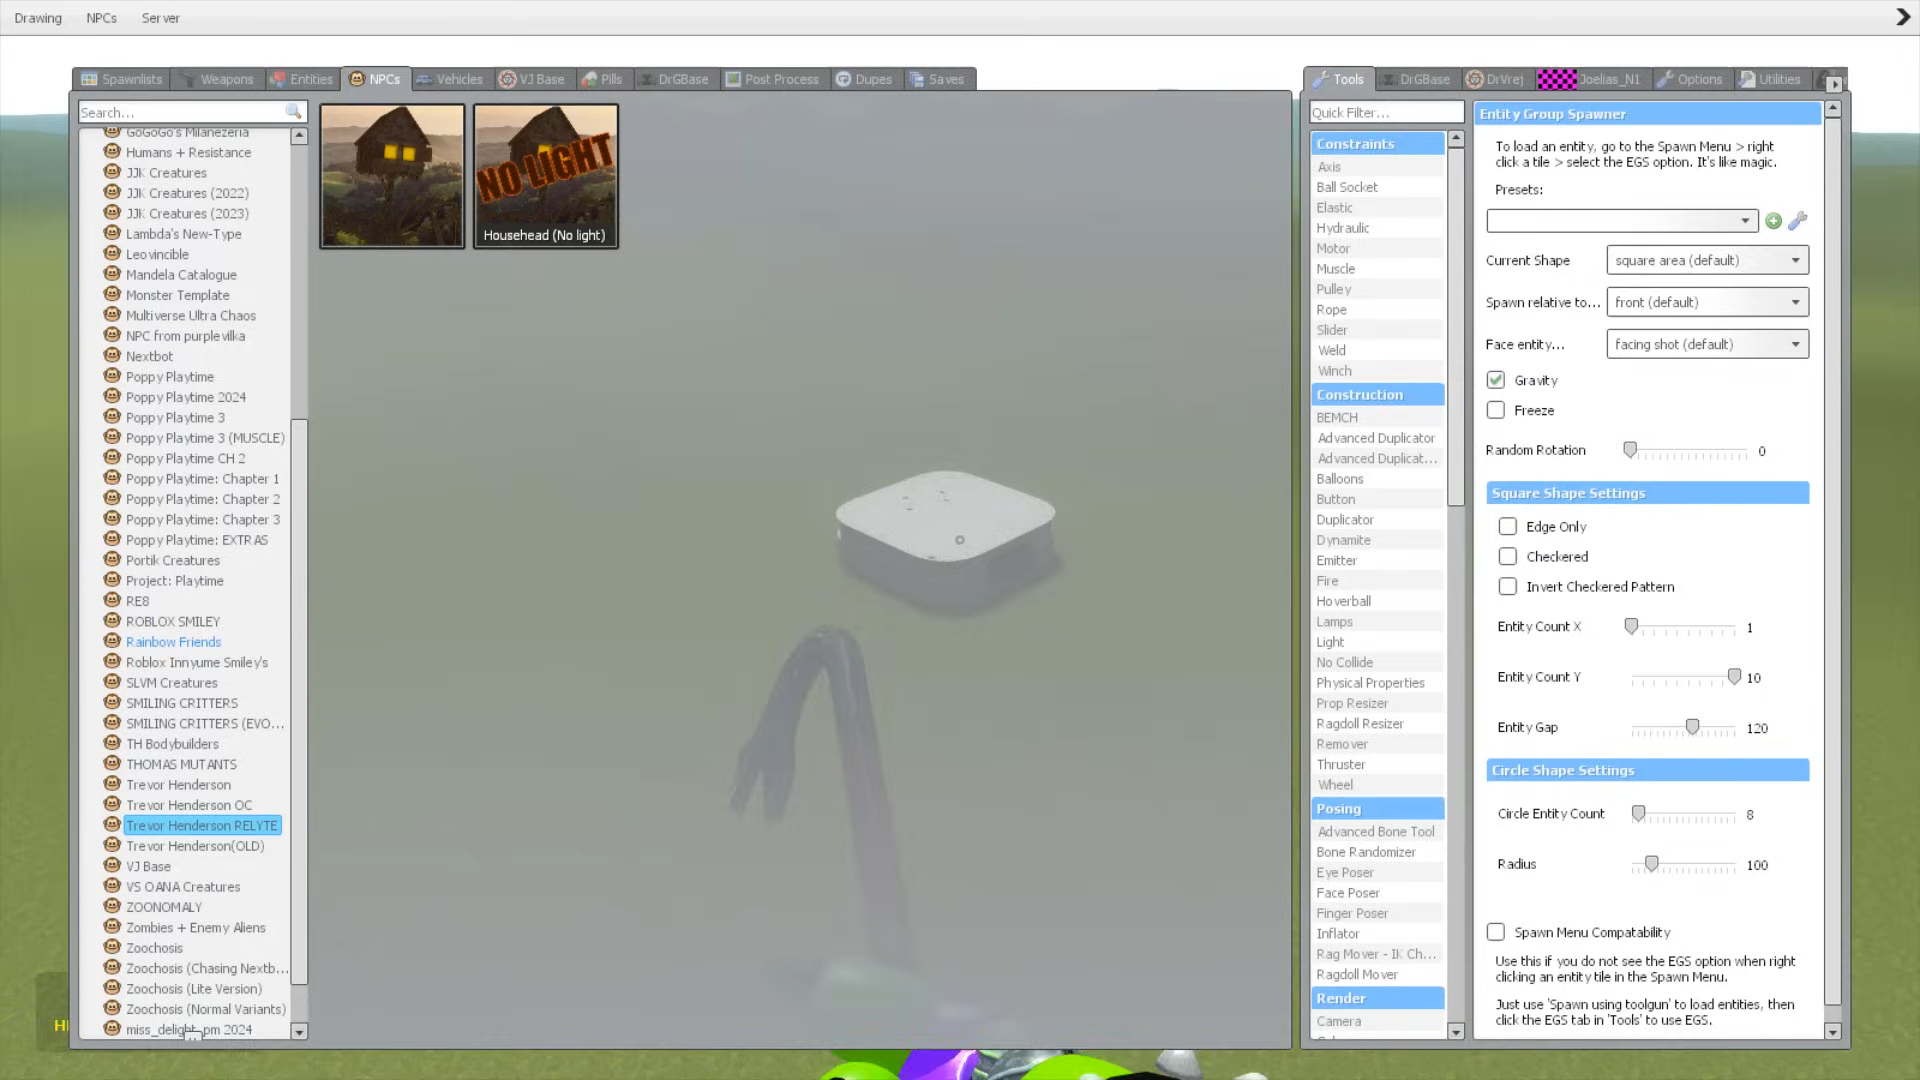 Drawing NPCs Server
Spawnlists Weapons Entities NPCs Vehicles VJ Base Pills DrGBase Post Process Dupes Saves
Search...
GoGoGo's Milanezeria
Humans + Resistance
JJK Creatures
JJK Creatures (2022)
JJK Creatures (2023)
Lambda's New-Type
Leovincible
Mandela Catalogue
Monster Template
Multiverse Ultra Chaos
NPC from purplevilka
Nextbot
Poppy Playtime
Poppy Playtime 2024
Poppy Playtime 3
Poppy Playtime 3 (MUSCLE)
Poppy Playtime CH 2
Poppy Playtime: Chapter 1
Poppy Playtime: Chapter 2
Poppy Playtime: Chapter 3
Poppy Playtime: EXTRAS
Portik Creatures
Project: Playtime
RE8
ROBLOX SMILEY
Rainbow Friends
Roblox Innyume Smiley's
SLVM Creatures
SMILING CRITTERS
SMILING CRITTERS (EVO...
TH Bodybuilders
THOMAS MUTANTS
Trevor Henderson
Trevor Henderson OC
Trevor Henderson RELYTE
Trevor Henderson(OLD)
VJ Base
VS OANA Creatures
ZOONOMALY
Zombies + Enemy Aliens
Zoochosis
Zoochosis (Chasing Nextb...
Zoochosis (Lite Version)
Zoochosis (Normal Variants)
miss_delight_pm 2024
NO LIGHT
Househead (No light)
Tools DrGBase DrVrej Joelias_N1 Options Utilities
Quick Filter...
Constraints
Axis
Ball Socket
Elastic
Hydraulic
Motor
Muscle
Pulley
Rope
Slider
Weld
Winch
Construction
BEMCH
Advanced Duplicator
Advanced Duplicat...
Balloons
Button
Duplicator
Dynamite
Emitter
Fire
Hoverball
Lamps
Light
No Collide
Physical Properties
Prop Resizer
Ragdoll Resizer
Remover
Thruster
Wheel
Posing
Advanced Bone Tool
Bone Randomizer
Eye Poser
Face Poser
Finger Poser
Inflator
Rag Mover - IK Ch...
Ragdoll Mover
Render
Camera
Entity Group Spawner
To load an entity, go to the Spawn Menu > right
click a tile > select the EGS option. It's like magic.
Presets:
Current Shape square area (default)
Spawn relative to... front (default)
Face entity... facing shot (default)
Gravity
Freeze
Random Rotation 0
Square Shape Settings
Edge Only
Checkered
Invert Checkered Pattern
Entity Count X 1
Entity Count Y 10
Entity Gap 120
Circle Shape Settings
Circle Entity Count 8
Radius 100
Spawn Menu Compatability
Use this if you do not see the EGS option when right
clicking an entity tile in the Spawn Menu.
Just use 'Spawn using toolgun' to load entities, then
click the EGS tab in 'Tools' to use EGS.